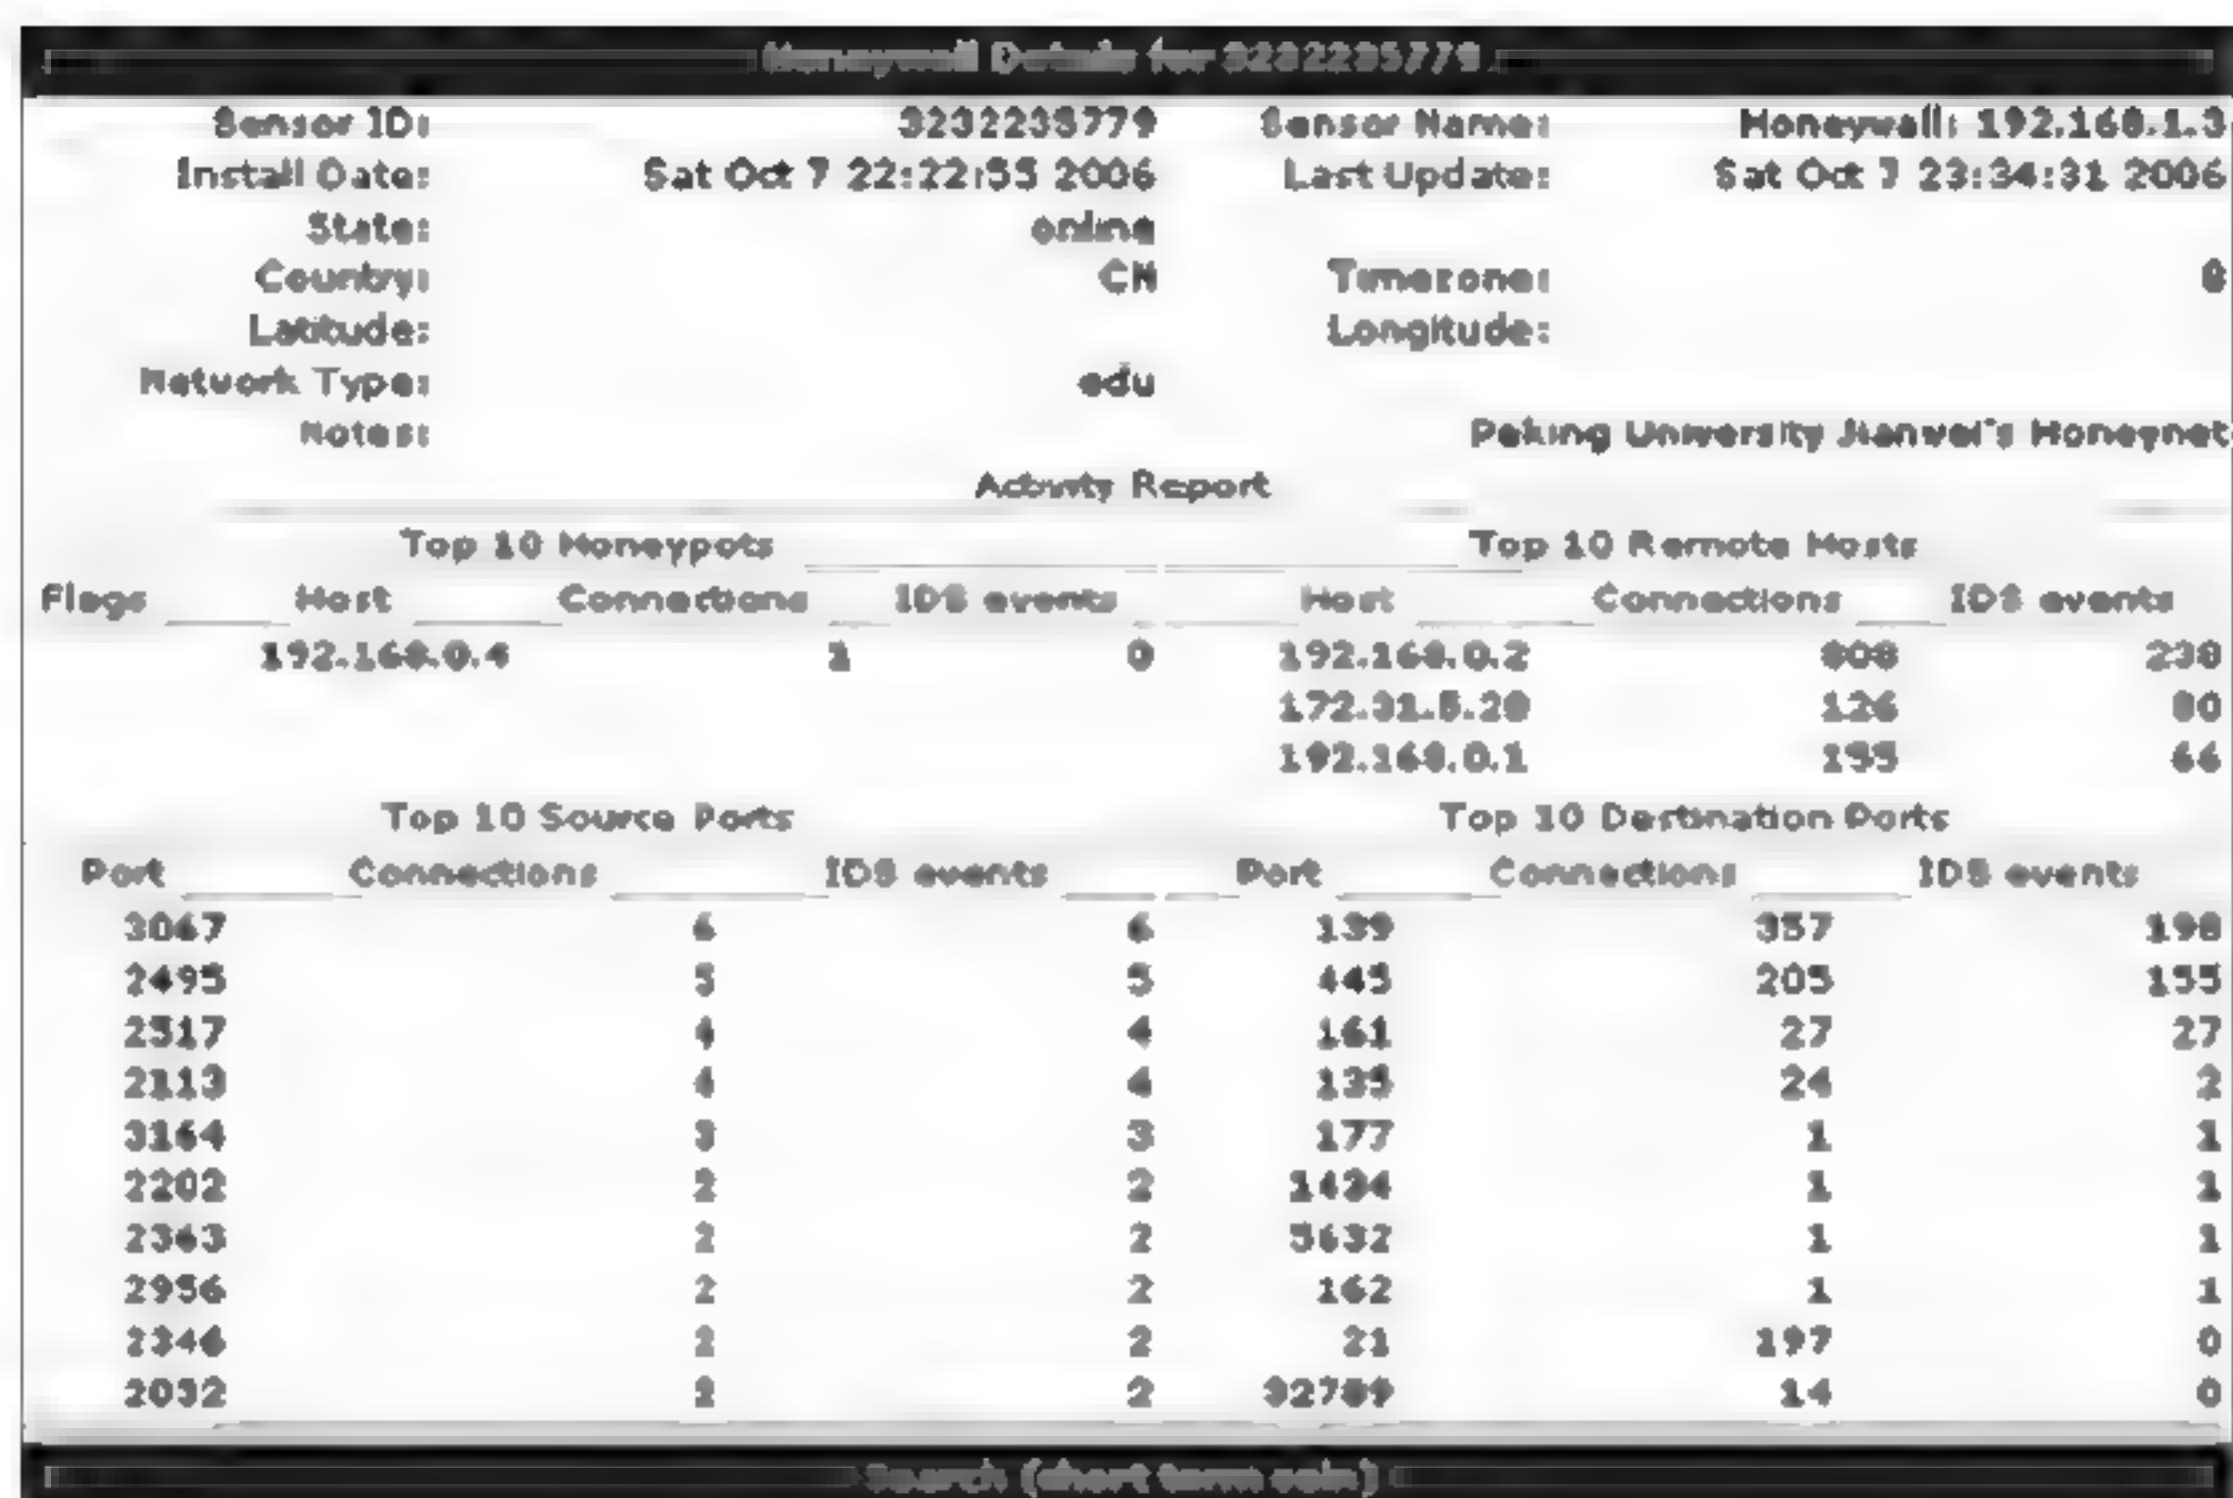 Honeywall Details for 3232235779
Sensor ID: 3232235779 Sensor Name: Honeywall: 192.168.1.3
Install Date: Sat Oct 7 22:22:55 2006 Last Update: Sat Oct 7 23:34:31 2006
State: online
Country: CN Timezone: 8
Latitude: Longitude:
Network Type: edu
Notes: Peking University Jianwei's Honeynet
Activity Report
Top 10 Honeypots Top 10 Remote Hosts
Flags Host Connections IDS events Host Connections IDS events
192.168.0.4 1 0 192.168.0.2 808 238
172.31.5.20 126 80
192.168.0.1 155 66
Top 10 Source Ports Top 10 Destination Ports
Port Connections IDS events Port Connections IDS events
3067 6 6 139 357 198
2495 5 5 445 205 155
2517 4 4 161 27 27
2113 4 4 135 24 2
3164 3 3 177 1 1
2202 2 2 1434 1 1
2363 2 2 5632 1 1
2956 2 2 162 1 1
2346 2 2 21 197 0
2032 2 2 32789 14 0
Search (short term only)